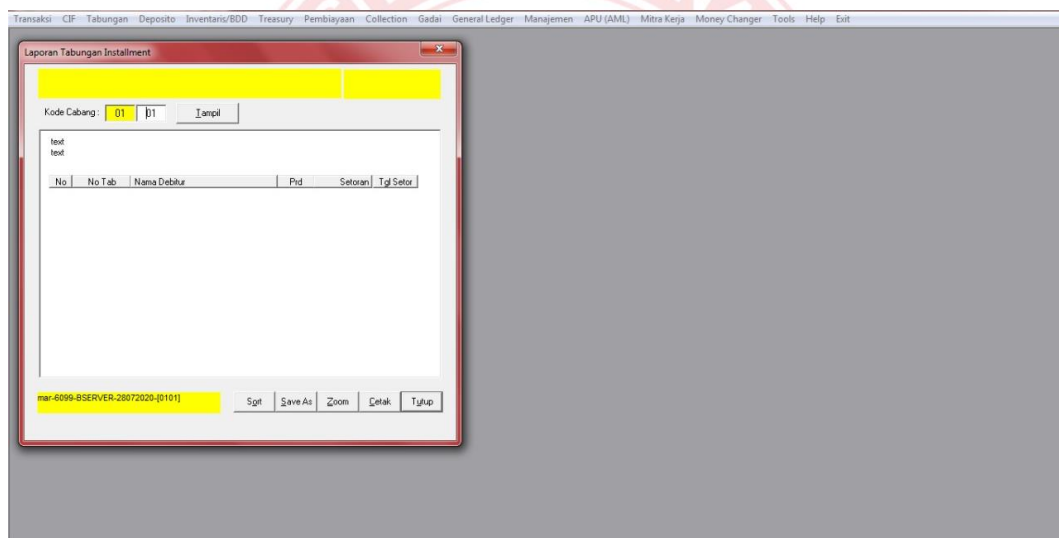 Transaksi CIF Tabungan Deposito Inventaris/BDD Treasury Pembiayaan Collection Gadai General Ledger Manajemen APU (AML) Mitra Kerja Money Changer Tools Help Exit
Laporan Tabungan Installment
Kode Cabang : 01 01 Tampil
text
text
No No Tab Nama Debitur Prd Setoran Tgl Setor
mar-6099-BSERVER-28072020-[0101] Sort Save As Zoom Cetak Tutup